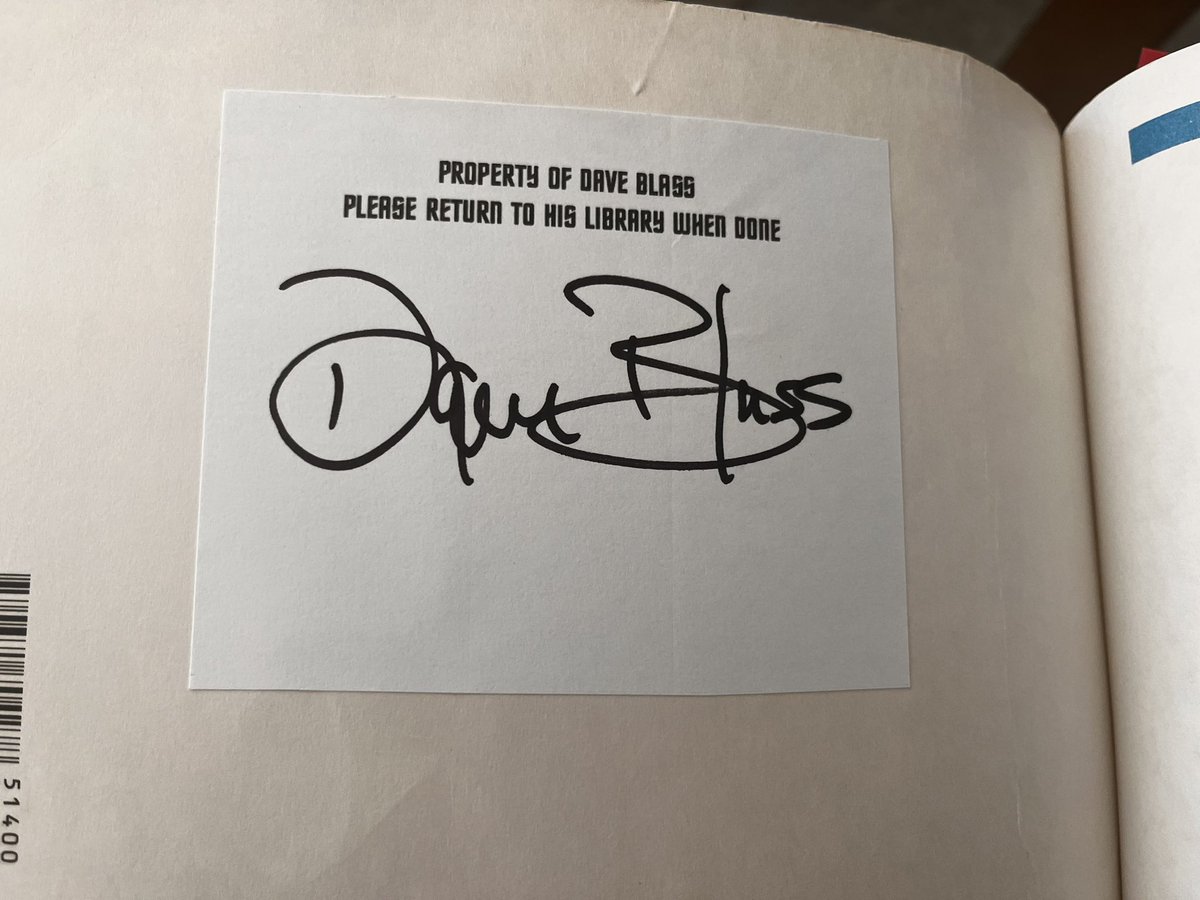 PROPERTY OF DAVE BLASS
PLEASE RETURN TO HIS LIBRARY WHEN DONE
Dave Blass
51400